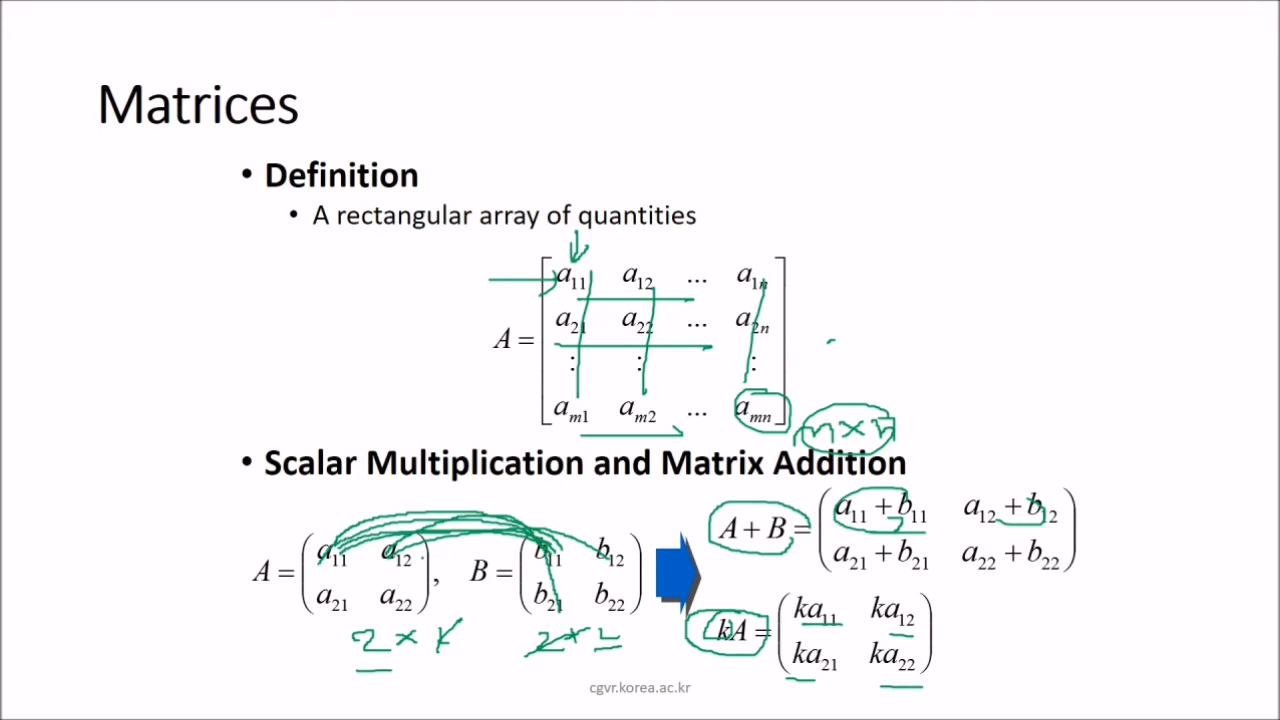 Matrices
• Definition
• A rectangular array of quantities
A = [ a₁₁ a₁₂ ... a₁ₙ
a₂₁ a₂₂ ... a₂ₙ
⋮ ⋮ ⋮
aₘ₁ aₘ₂ ... aₘₙ ]
m × n
• Scalar Multiplication and Matrix Addition
A = ( a₁₁ a₁₂
a₂₁ a₂₂ ) , B = ( b₁₁ b₁₂
b₂₁ b₂₂ )
2 × 2 × 2
A + B = ( a₁₁ + b₁₁ a₁₂ + b₁₂
a₂₁ + b₂₁ a₂₂ + b₂₂ )
kA = ( ka₁₁ ka₁₂
ka₂₁ ka₂₂ )
cgvr.korea.ac.kr